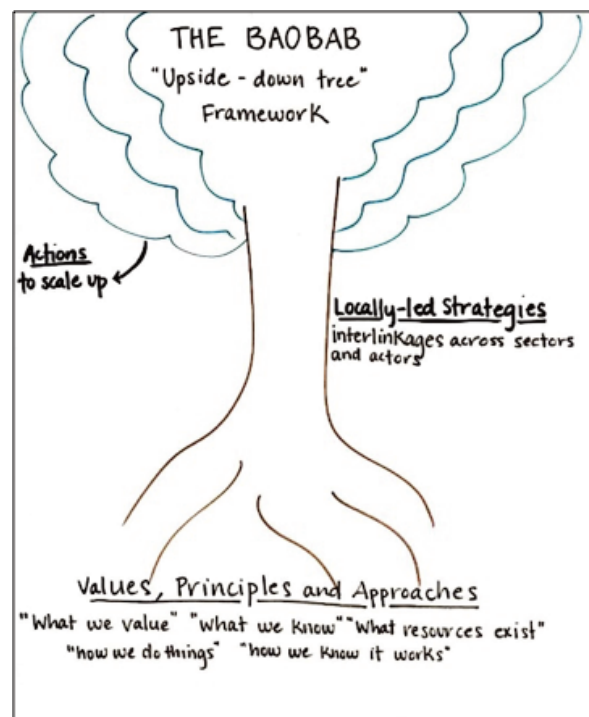 THE BAOBAB
"Upside-down tree"
Framework
Actions
to scale up
Locally-led Strategies
interlinkages across sectors
and actors
Values, Principles and Approaches
"What we value" "What we know" "What resources exist"
"how we do things" "how we know it works"